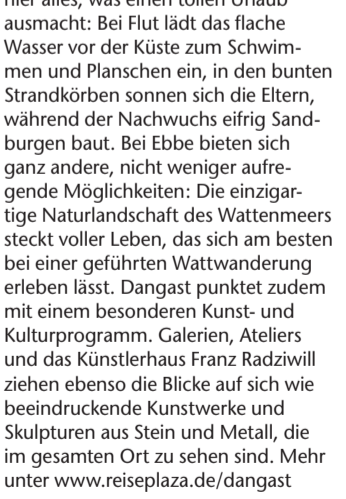 hier alles, was einen tollen Urlaub
ausmacht: Bei Flut lädt das flache
Wasser vor der Küste zum Schwim-
men und Planschen ein, in den bunten
Strandkörben sonnen sich die Eltern,
während der Nachwuchs eifrig Sand-
burgen baut. Bei Ebbe bieten sich
ganz andere, nicht weniger aufre-
gende Möglichkeiten: Die einzigar-
tige Naturlandschaft des Wattenmeers
steckt voller Leben, das sich am besten
bei einer geführten Wattwanderung
erleben lässt. Dangast punktet zudem
mit einem besonderen Kunst- und
Kulturprogramm. Galerien, Ateliers
und das Künstlerhaus Franz Radziwill
ziehen ebenso die Blicke auf sich wie
beeindruckende Kunstwerke und
Skulpturen aus Stein und Metall, die
im gesamten Ort zu sehen sind. Mehr
unter www.reiseplaza.de/dangast